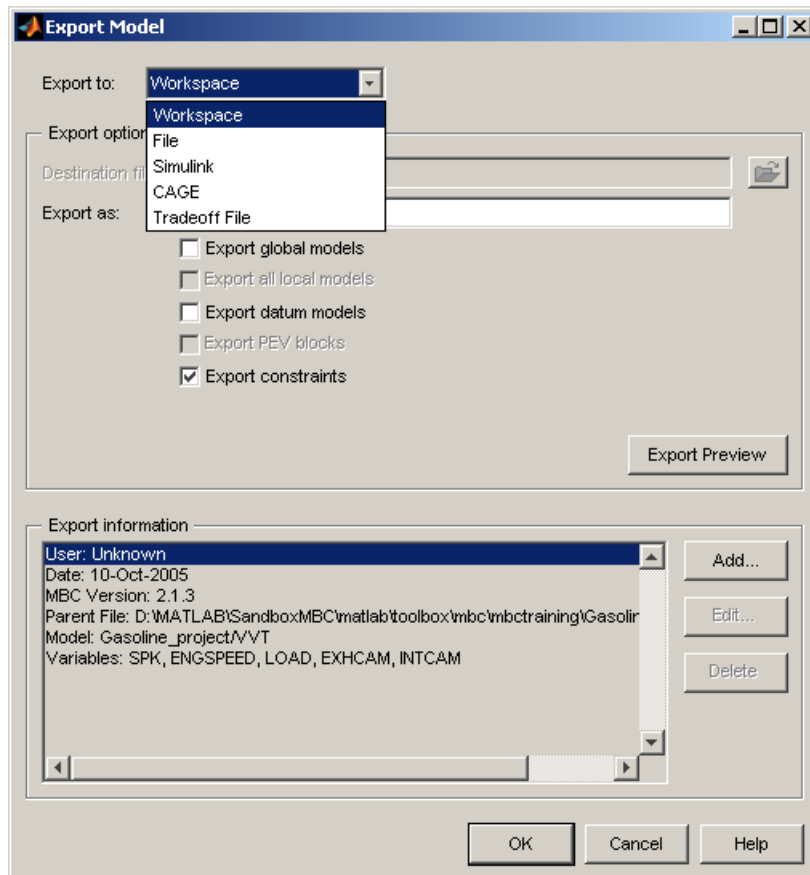 Export Model
Export to: Workspace
Workspace
File
Simulink
CAGE
Tradeoff File
Export option
Destination fil
Export as:
Export global models
Export all local models
Export datum models
Export PEV blocks
Export constraints
Export Preview
Export information
User: Unknown
Date: 10-Oct-2005
MBC Version: 2.1.3
Parent File: D:\MATLAB\SandboxMBC\matlab\toolbox\mbc\mbctraining\Gasolin
Model: Gasoline_project/VVT
Variables: SPK, ENGSPEED, LOAD, EXHCAM, INTCAM
Add...
Edit...
Delete
OK Cancel Help